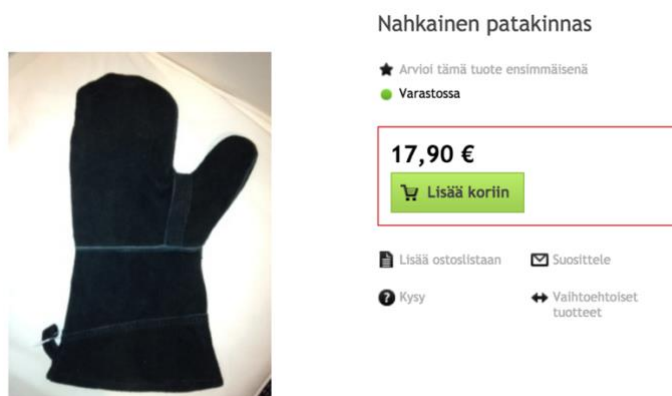 Nahkainen patakinnas
Arvioi tämä tuote ensimmäisenä
Varastossa
17,90 €
Lisää koriin
Lisää ostoslistaan
Suosittele
Kysy
Vaihtoehtoiset
tuotteet